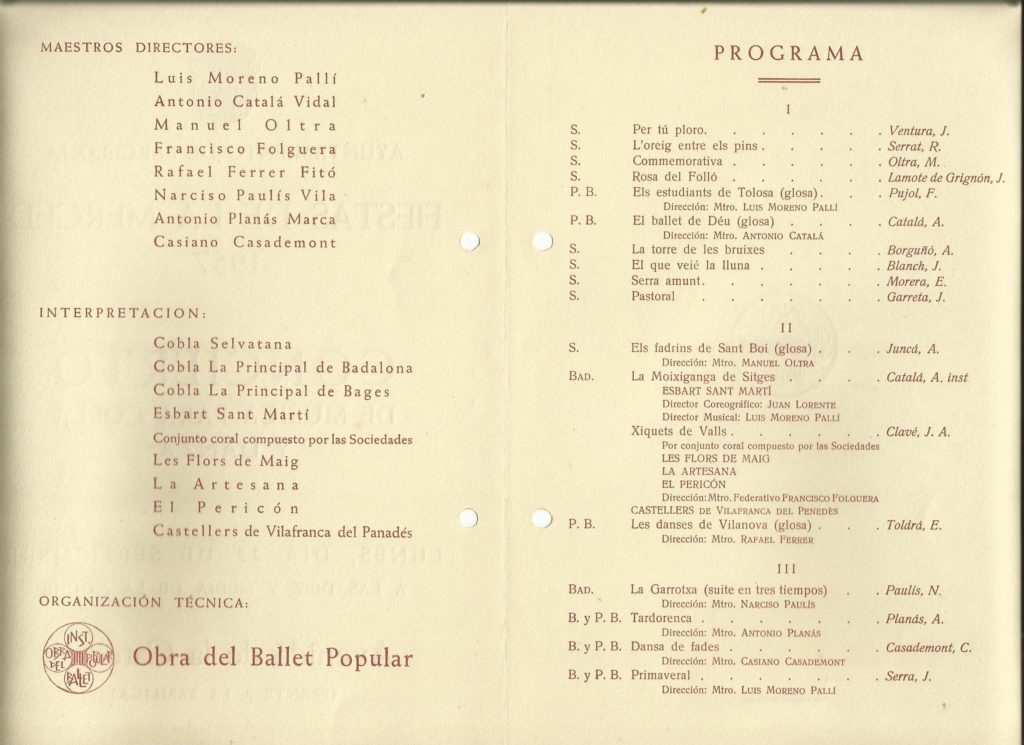 MAESTROS DIRECTORES:
Luis Moreno Pallí
Antonio Catalá Vidal
Manuel Oltra
Francisco Folguera
Rafael Ferrer Fitó
Narciso Paulís Vila
Antonio Planás Marca
Casiano Casademont
INTERPRETACION:
Cobla Selvatana
Cobla La Principal de Badalona
Cobla La Principal de Bages
Esbart Sant Martí
Conjunto coral compuesto por las Sociedades
Les Flors de Maig
La Artesana
El Pericón
Castellers de Vilafranca del Panadés
ORGANIZACIÓN TÉCNICA:
INST.
OBRA POPULAR
DEL
BALLET
Obra del Ballet Popular
PROGRAMA
I
S. Per tú ploro. . . . . . . Ventura, J.
S. L'oreig entre els pins . . . . . Serrat, R.
S. Commemorativa . . . . . . Oltra, M.
S. Rosa del Folló . . . . . . Lamote de Grignón, J.
P. B. Els estudiants de Tolosa (glosa) . . . Pujol, F.
Dirección: Mtro. LUIS MORENO PALLÍ
P. B. El ballet de Déu (glosa) . . . . Catalá, A.
Dirección: Mtro. ANTONIO CATALÁ
S. La torre de les bruixes . . . . Borguñó, A.
S. El que veié la lluna . . . . . Blanch, J.
S. Serra amunt. . . . . . . Morera, E.
S. Pastoral . . . . . . . Garreta, J.
II
S. Els fadrins de Sant Boi (glosa) . . . Juncá, A.
Dirección: Mtro. MANUEL OLTRA
BAD. La Moixiganga de Sitges . . . . Catalá, A. inst
ESBART SANT MARTÍ
Director Coreográfico: JUAN LORENTE
Director Musical: LUIS MORENO PALLÍ
Xiquets de Valls . . . . . . Clavé, J. A.
Por conjunto coral compuesto por las Sociedades
LES FLORS DE MAIG
LA ARTESANA
EL PERICÓN
Dirección: Mtro. Federativo FRANCISCO FOLGUERA
CASTELLERS DE VILAFRANCA DEL PENEDÈS
P. B. Les danses de Vilanova (glosa) . . . Toldrá, E.
Dirección: Mtro. RAFAEL FERRER
III
BAD. La Garrotxa (suite en tres tiempos) . . Paulís, N.
Dirección: Mtro. NARCISO PAULÍS
B. y P. B. Tardorenca . . . . . . . Planás, A.
Dirección: Mtro. ANTONIO PLANÁS
B. y P. B. Dansa de fades . . . . . . Casademont, C.
Dirección: Mtro. CASIANO CASADEMONT
B. y P. B. Primaveral . . . . . . . Serra, J.
Dirección: Mtro. LUIS MORENO PALLÍ